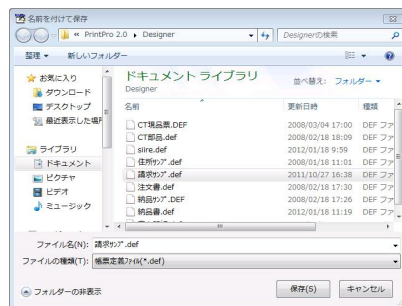 名前を付けて保存
« PrintPro 2.0 ▸ Designer
Designerの検索
整理
新しいフォルダー
お気に入り
ダウンロード
デスクトップ
最近表示した場所
ライブラリ
ドキュメント
ピクチャ
ビデオ
ミュージック
ドキュメント ライブラリ
Designer
並べ替え: フォルダー
名前 更新日時 種類
CT現品票.def 2008/03/04 17:00 DEF ファ
CT部品.def 2008/02/18 18:09 DEF ファ
siire.def 2012/01/18 9:59 DEF ファ
住所ｻﾝﾌﾟ.def 2008/01/18 11:01 DEF ファ
請求ｻﾝﾌﾟ.def 2011/10/27 16:38 DEF ファ
注文書.def 2008/02/18 17:30 DEF ファ
納品ｻﾝﾌﾟ.DEF 2008/02/18 17:26 DEF ファ
納品書.def 2012/01/18 11:19 DEF ファ
ファイル名(N): 請求ｻﾝﾌﾟ.def
ファイルの種類(T): 帳票定義ﾌｧｲﾙ(*.def)
フォルダーの非表示
保存(S)
キャンセル